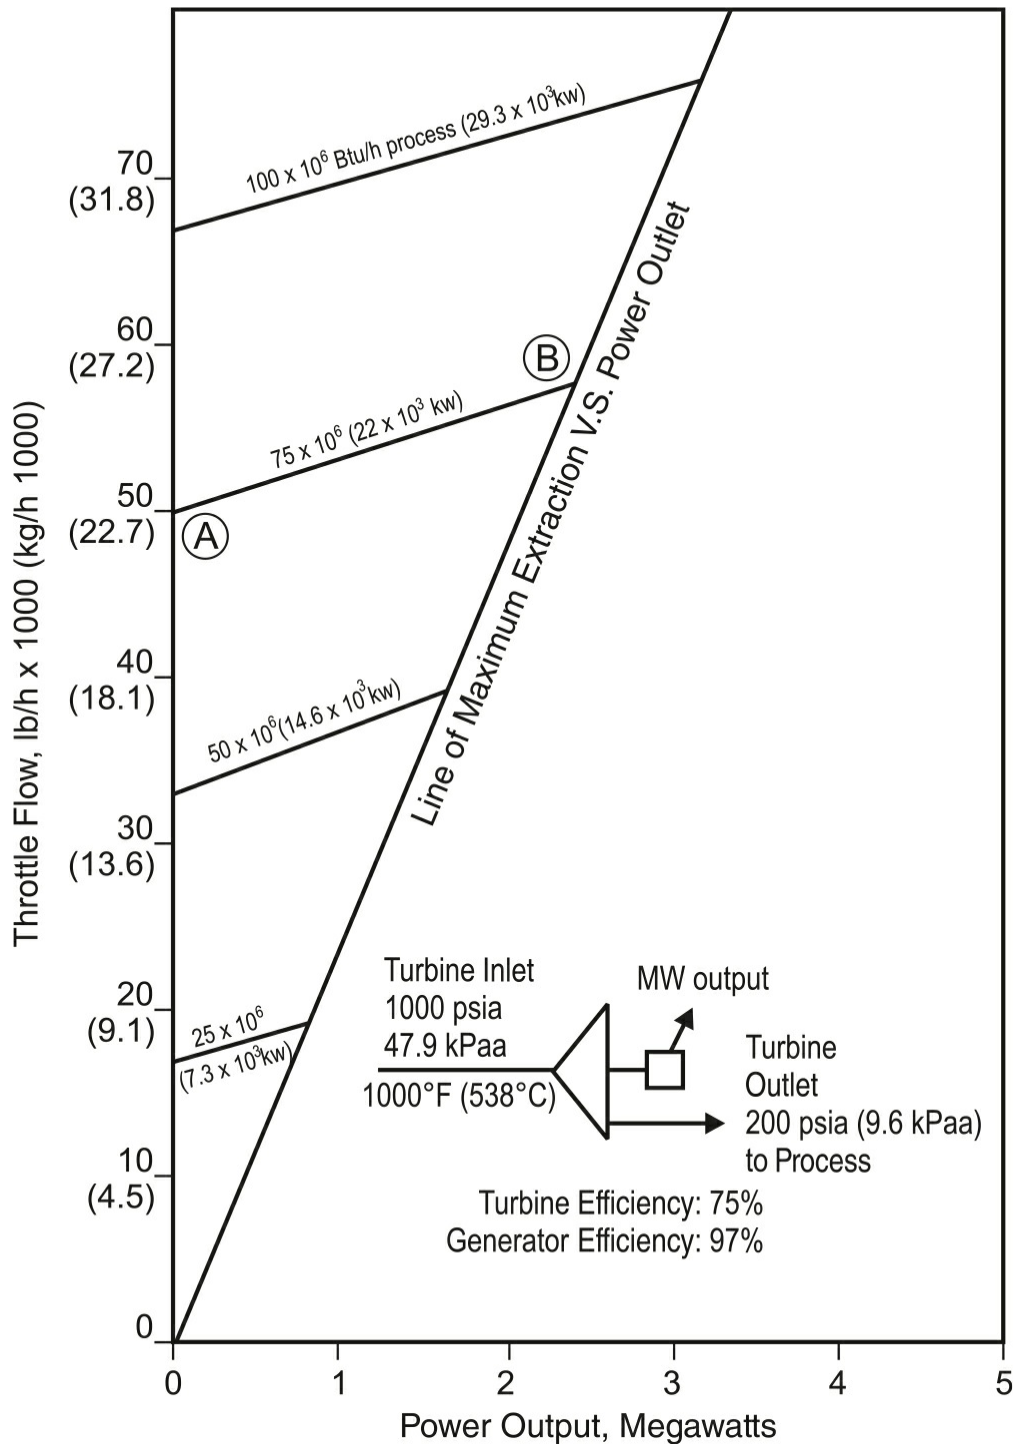 Throttle Flow, lb/h x 1000 (kg/h 1000)
70
(31.8)
60
(27.2)
50
(22.7)
40
(18.1)
30
(13.6)
20
(9.1)
10
(4.5)
0
100 x 10⁶ Btu/h process (29.3 x 10³kw)
B
75 x 10⁶ (22 x 10³ kw)
A
50 x 10⁶(14.6 x 10³kw)
25 x 10⁶
(7.3 x 10³kw)
Line of Maximum Extraction V.S. Power Outlet
Turbine Inlet
1000 psia
47.9 kPaa
1000°F (538°C)
MW output
Turbine
Outlet
200 psia (9.6 kPaa)
to Process
Turbine Efficiency: 75%
Generator Efficiency: 97%
0 1 2 3 4 5
Power Output, Megawatts